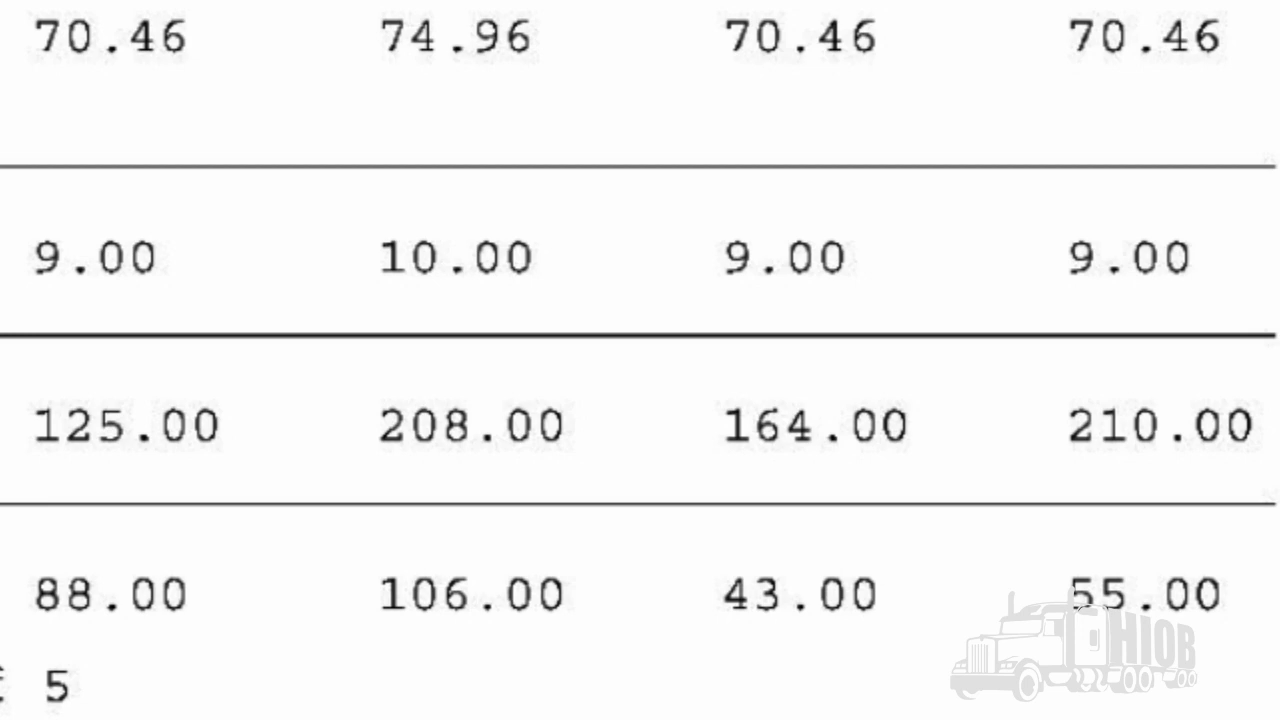 70.46 74.96 70.46 70.46
9.00 10.00 9.00 9.00
125.00 208.00 164.00 210.00
88.00 106.00 43.00 55.00
5
HIOB